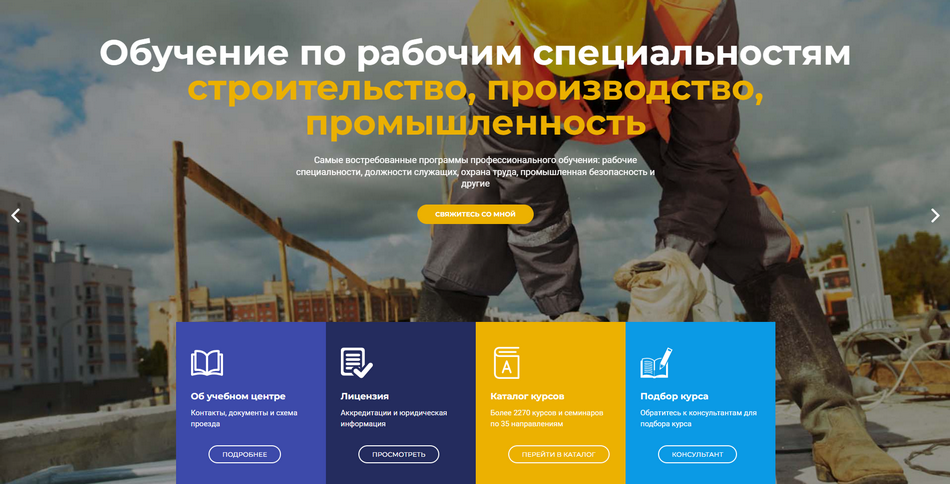 Обучение по рабочим специальностям
строительство, производство,
промышленность
Самые востребованные программы профессионального обучения: рабочие
специальности, должности служащих, охрана труда, промышленная безопасность и
другие
СВЯЖИТЕСЬ СО МНОЙ
Об учебном центре
Контакты, документы и схема
проезда
ПОДРОБНЕЕ
Лицензия
Аккредитации и юридическая
информация
ПРОСМОТРЕТЬ
Каталог курсов
Более 2270 курсов и семинаров
по 35 направлениям
ПЕРЕЙТИ В КАТАЛОГ
Подбор курса
Обратитесь к консультантам для
подбора курса
КОНСУЛЬТАНТ
A